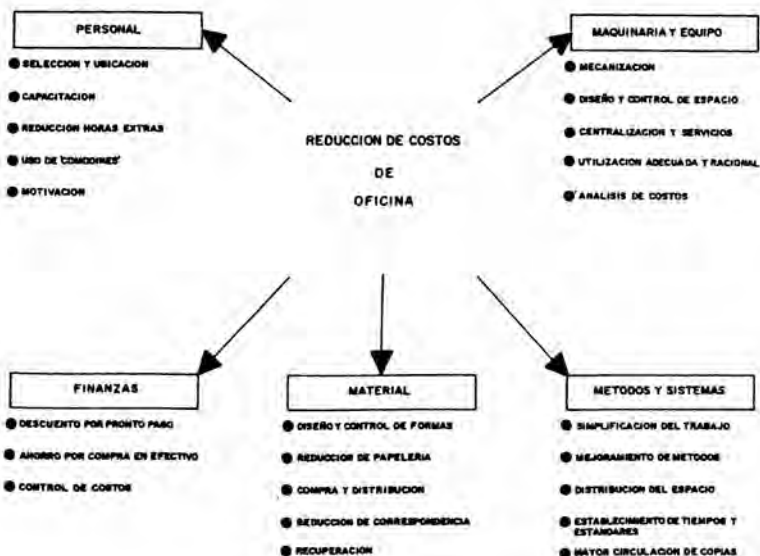 PERSONAL
SELECCION Y UBICACION
CAPACITACION
REDUCCION HORAS EXTRAS
USO DE 'COMODINES'
MOTIVACION
MAQUINARIA Y EQUIPO
MECANIZACION
DISEÑO Y CONTROL DE ESPACIO
CENTRALIZACION Y SERVICIOS
UTILIZACION ADECUADA Y RACIONAL
ANALISIS DE COSTOS
REDUCCION DE COSTOS
DE
OFICINA
FINANZAS
DESCUENTO POR PRONTO PAGO
AHORRO POR COMPRA EN EFECTIVO
CONTROL DE COSTOS
MATERIAL
DISEÑO Y CONTROL DE FORMAS
REDUCCION DE PAPELERIA
COMPRA Y DISTRIBUCION
REDUCCION DE CORRESPONDENCIA
RECUPERACION
METODOS Y SISTEMAS
SIMPLIFICACION DEL TRABAJO
MEJORAMIENTO DE METODOS
DISTRIBUCION DEL ESPACIO
ESTABLECIMIENTO DE TIEMPOS Y
ESTANDARES
MAYOR CIRCULACION DE COPIAS